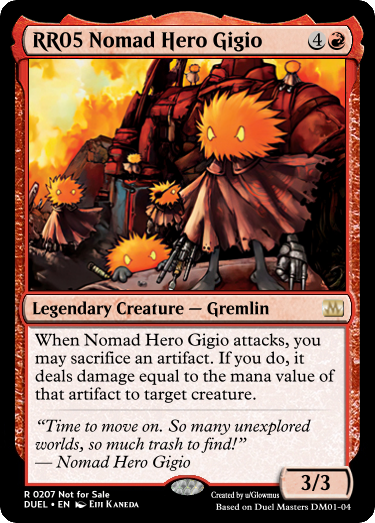 RR05 Nomad Hero Gigio 4
Legendary Creature — Gremlin
When Nomad Hero Gigio attacks, you
may sacrifice an artifact. If you do, it
deals damage equal to the mana value of
that artifact to target creature.
“Time to move on. So many unexplored
worlds, so much trash to find!”
— Nomad Hero Gigio
3/3
R 0207 Not for Sale
DUEL • EN Eiji Kaneda
Created by u/Glowmus
Based on Duel Masters DM01-04